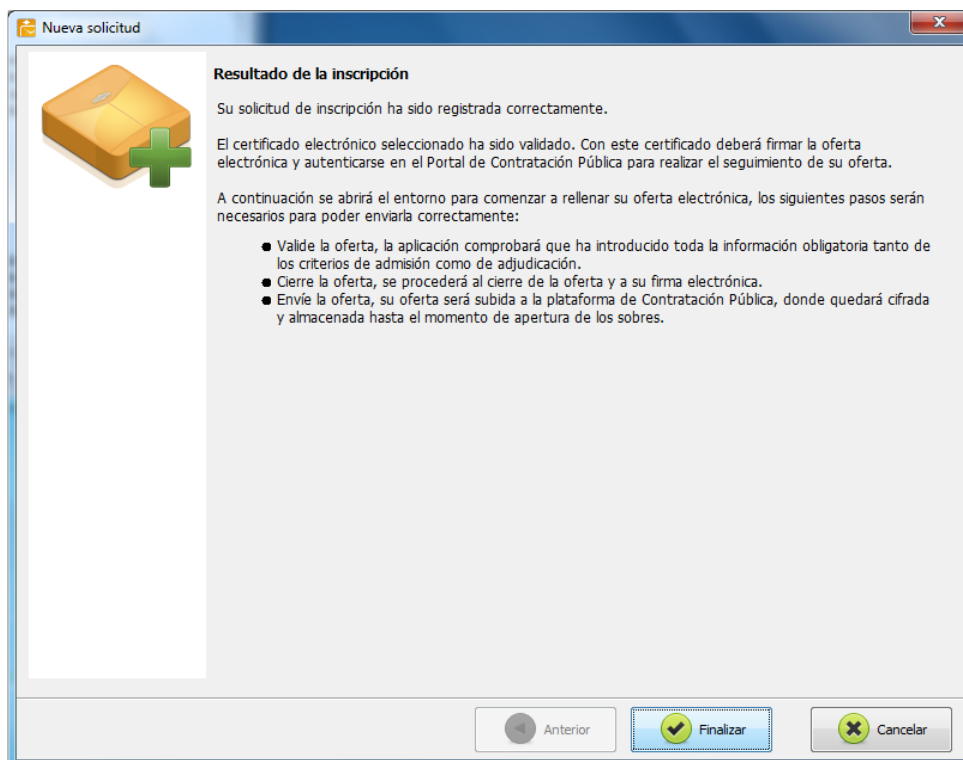 Nueva solicitud
Resultado de la inscripción
Su solicitud de inscripción ha sido registrada correctamente.
El certificado electrónico seleccionado ha sido validado. Con este certificado deberá firmar la oferta
electrónica y autenticarse en el Portal de Contratación Pública para realizar el seguimiento de su oferta.
A continuación se abrirá el entorno para comenzar a rellenar su oferta electrónica, los siguientes pasos serán
necesarios para poder enviarla correctamente:
● Valide la oferta, la aplicación comprobará que ha introducido toda la información obligatoria tanto de
los criterios de admisión como de adjudicación.
● Cierre la oferta, se procederá al cierre de la oferta y a su firma electrónica.
● Envíe la oferta, su oferta será subida a la plataforma de Contratación Pública, donde quedará cifrada
y almacenada hasta el momento de apertura de los sobres.
Anterior
Finalizar
Cancelar